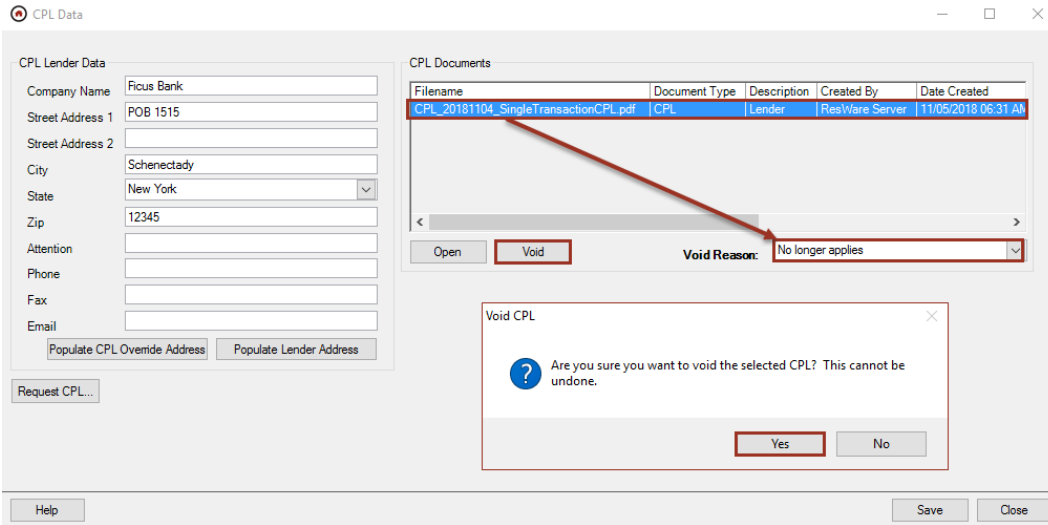 CPL Data
CPL Lender Data
Company Name Ficus Bank
Street Address 1 POB 1515
Street Address 2
City Schenectady
State New York
Zip 12345
Attention
Phone
Fax
Email
Populate CPL Override Address Populate Lender Address
Request CPL...
CPL Documents
Filename Document Type Description Created By Date Created
CPL_20181104_SingleTransactionCPL.pdf CPL Lender ResWare Server 11/05/2018 06:31 AM
Open Void Void Reason: No longer applies
Void CPL
Are you sure you want to void the selected CPL? This cannot be
undone.
Yes No
Help Save Close